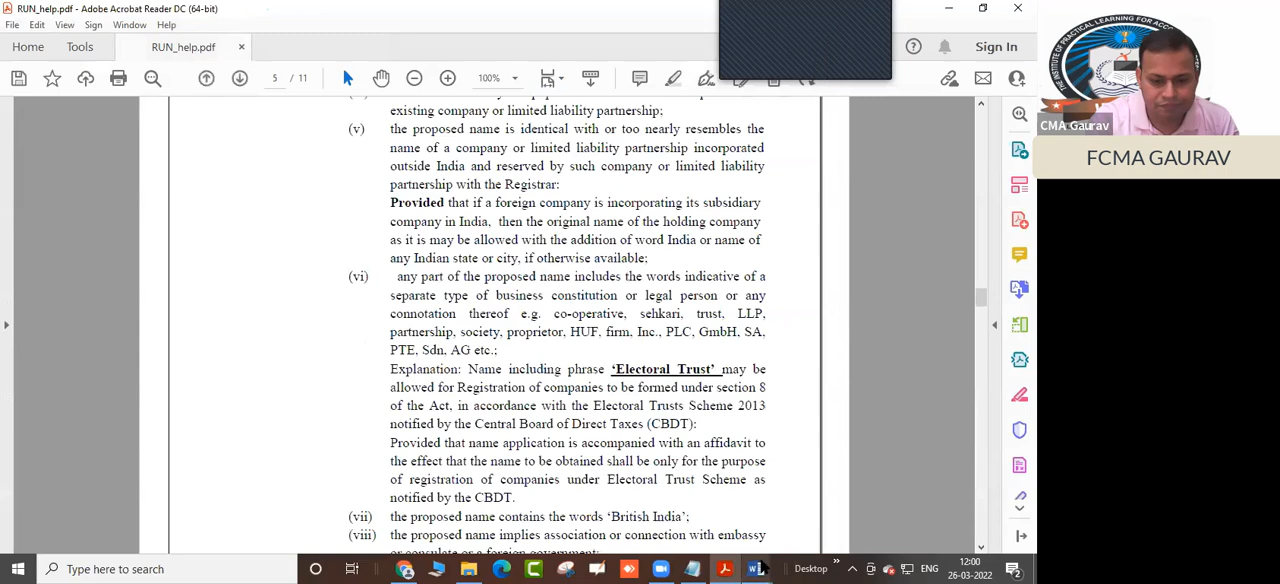 RUN_help.pdf - Adobe Acrobat Reader DC (64-bit)
File Edit View Sign Window Help
Home Tools RUN_help.pdf × Sign In
5 / 11 100%
existing company or limited liability partnership;
(v) the proposed name is identical with or too nearly resembles the
name of a company or limited liability partnership incorporated
outside India and reserved by such company or limited liability
partnership with the Registrar:
Provided that if a foreign company is incorporating its subsidiary
company in India, then the original name of the holding company
as it is may be allowed with the addition of word India or name of
any Indian state or city, if otherwise available;
(vi) any part of the proposed name includes the words indicative of a
separate type of business constitution or legal person or any
connotation thereof e.g. co-operative, sehkari, trust, LLP,
partnership, society, proprietor, HUF, firm, Inc., PLC, GmbH, SA,
PTE, Sdn, AG etc.;
Explanation: Name including phrase ‘Electoral Trust’ may be
allowed for Registration of companies to be formed under section 8
of the Act, in accordance with the Electoral Trusts Scheme 2013
notified by the Central Board of Direct Taxes (CBDT):
Provided that name application is accompanied with an affidavit to
the effect that the name to be obtained shall be only for the purpose
of registration of companies under Electoral Trust Scheme as
notified by the CBDT.
(vii) the proposed name contains the words ‘British India’;
(viii) the proposed name implies association or connection with embassy
or consulate or a foreign government;
CMA Gaurav
FCMA GAURAV
Type here to search
Desktop
ENG
12:00
26-03-2022
2